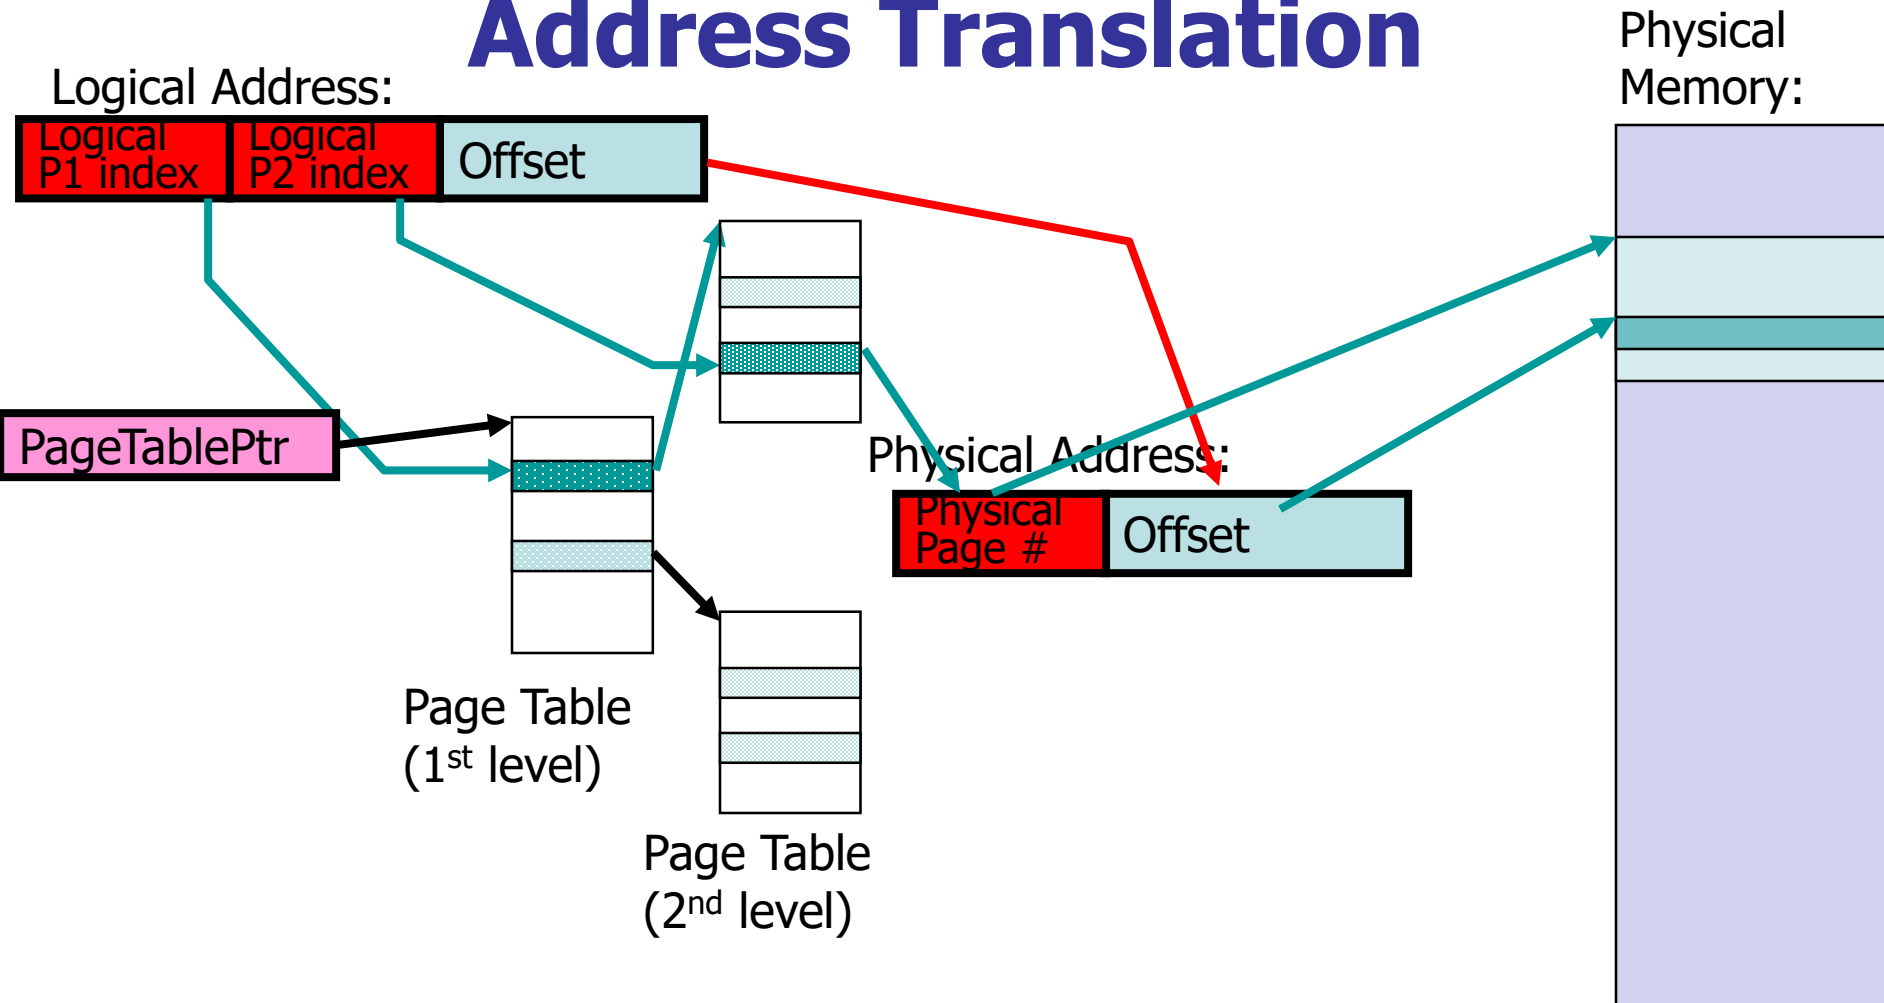 Address Translation
Physical
Memory:
Logical Address:
Logical
P1 index
Logical
P2 index
Offset
PageTablePtr
Physical Address:
Physical
Page #
Offset
Page Table
(1st level)
Page Table
(2nd level)